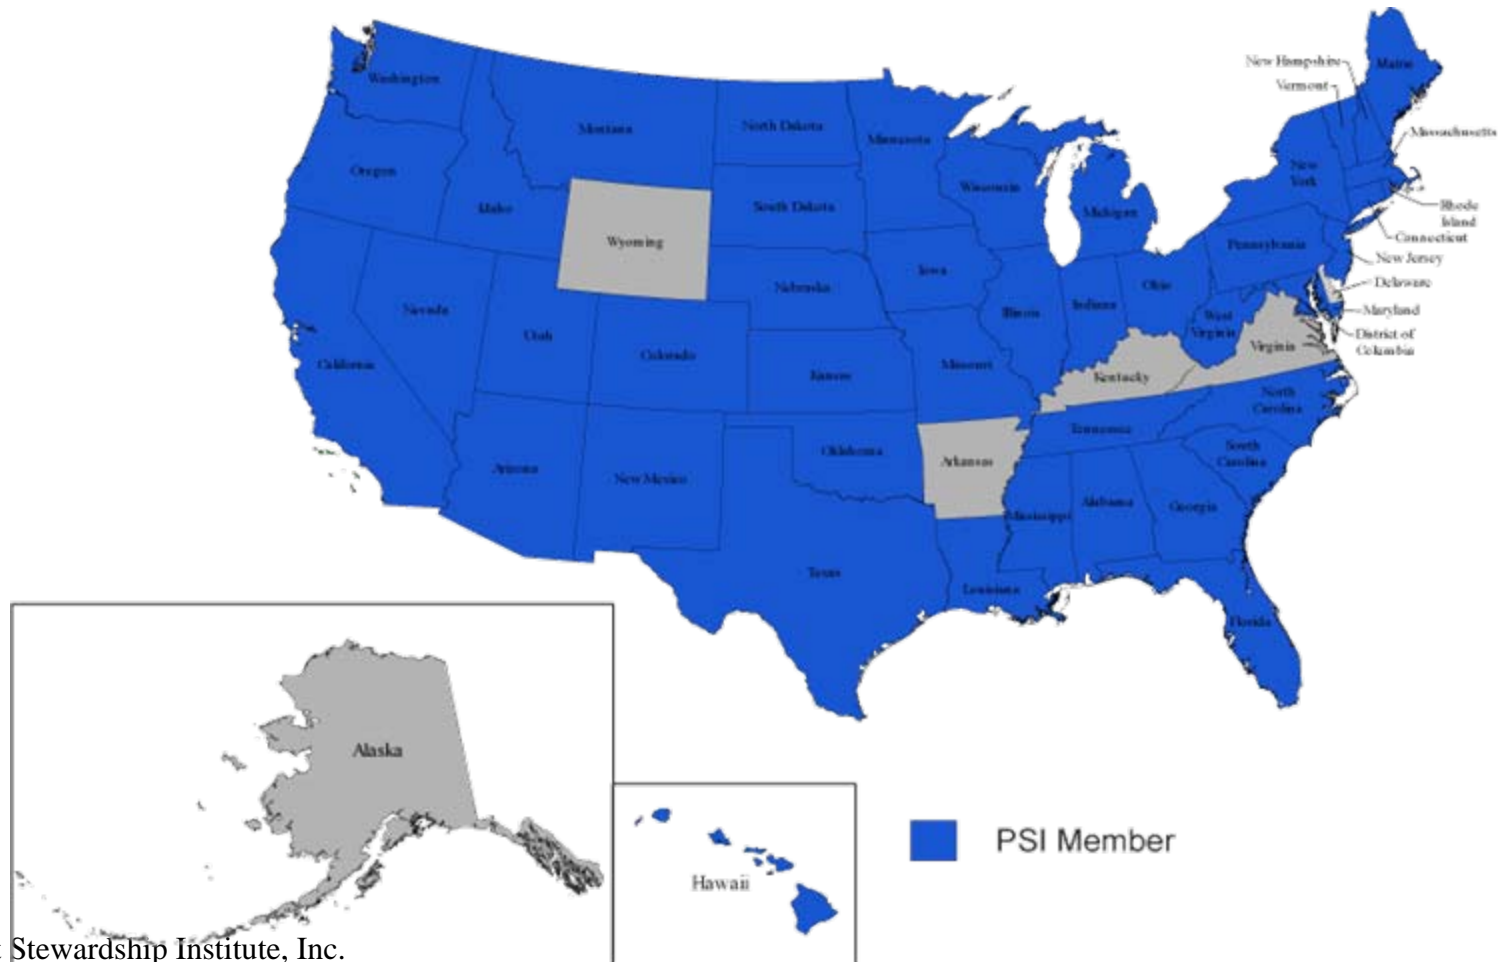 Maine
New Hampshire
Washington
Vermont
Montana
North Dakota
Minnesota
Massachusetts
Oregon
New
York
Wisconsin
Idaho
South Dakota
Michigan
Rhode
Island
Wyoming
Connecticut
Pennsylvania
New Jersey
Iowa
Nebraska
Ohio
Delaware
Nevada
Illinois
Indiana
Maryland
West
Virginia
Utah
District of
Columbia
Virginia
Colorado
California
Missouri
Kansas
Kentucky
North
Carolina
Tennessee
Oklahoma
South
Carolina
Arizona
New Mexico
Arkansas
Mississippi
Alabama
Georgia
Texas
Louisiana
Florida
Alaska
PSI Member
Hawaii
Stewardship Institute, Inc.